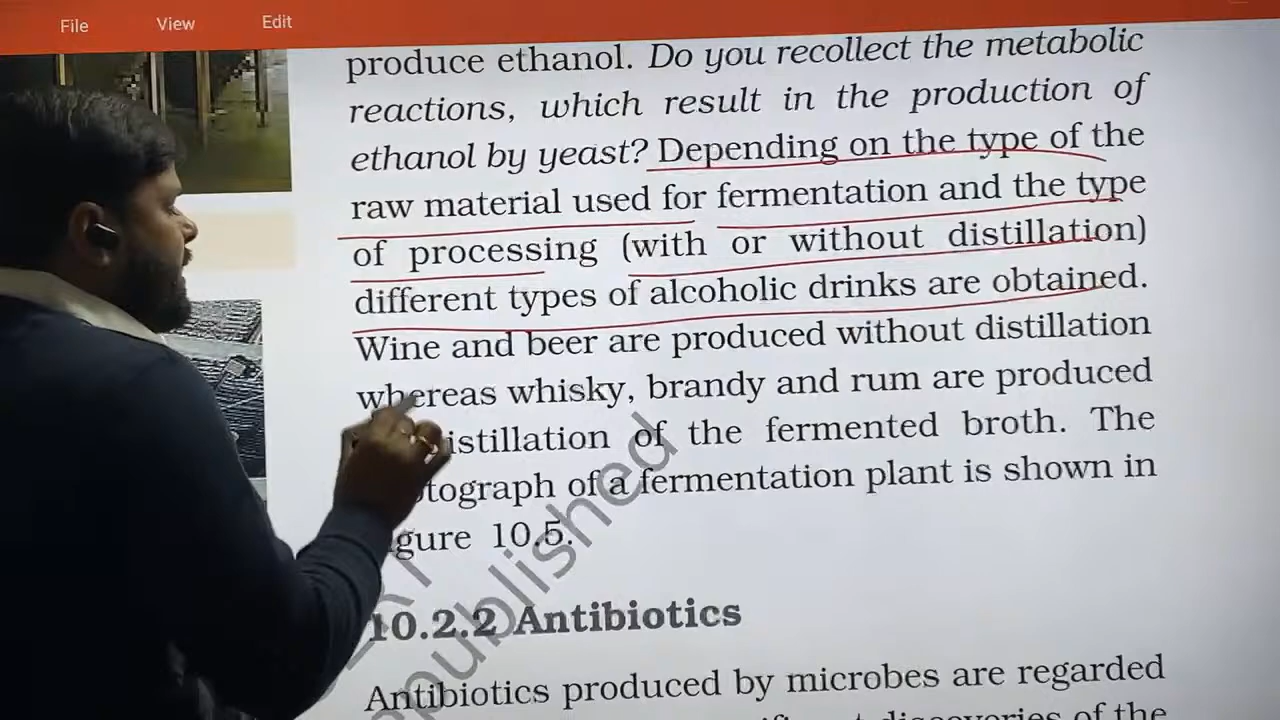 File View Edit
produce ethanol. Do you recollect the metabolic
reactions, which result in the production of
ethanol by yeast? Depending on the type of the
raw material used for fermentation and the type
of processing (with or without distillation)
different types of alcoholic drinks are obtained.
Wine and beer are produced without distillation
whereas whisky, brandy and rum are produced
istillation of the fermented broth. The
tograph of a fermentation plant is shown in
gure 10.5.
10.2.2 Antibiotics
Antibiotics produced by microbes are regarded
discoveries of the
published